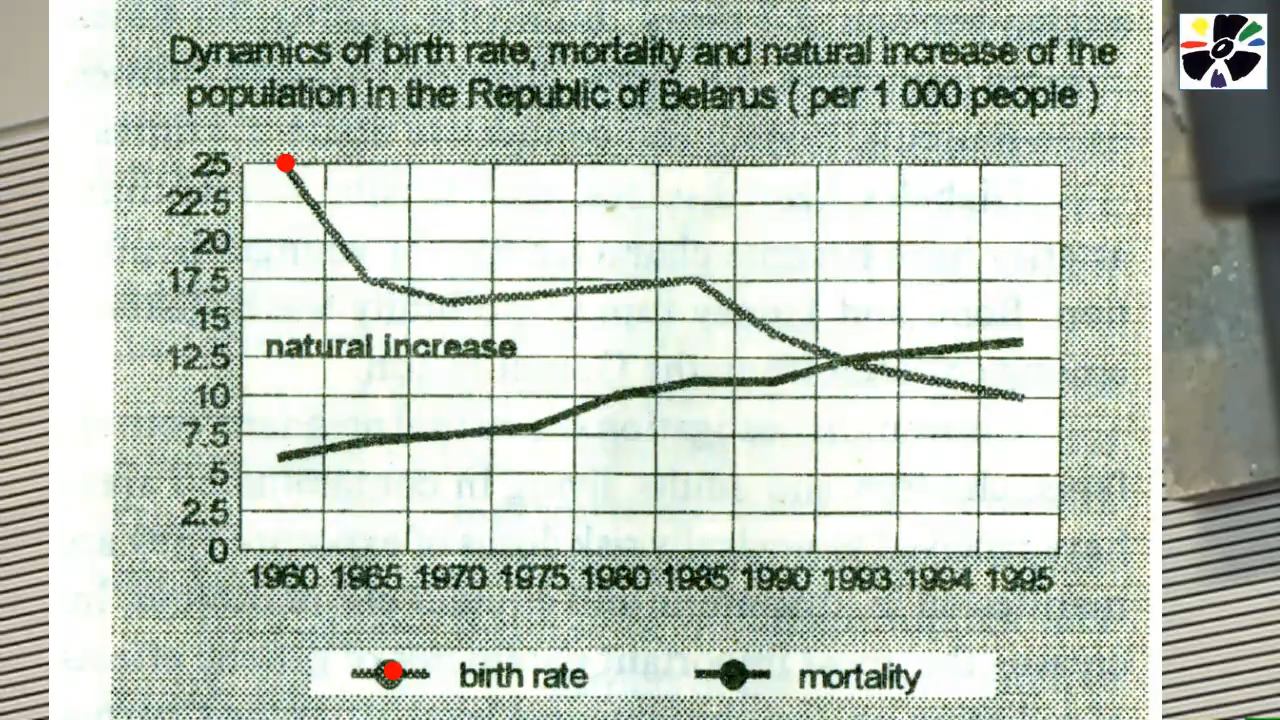 Dynamics of birth rate, mortality and natural increase of the
population in the Republic of Belarus ( per 1 000 people )
25
22.5
20
17.5
15
natural increase
12.5
10
7.5
5
2.5
0
1960 1965 1970 1975 1980 1985 1990 1993 1994 1995
birth rate mortality